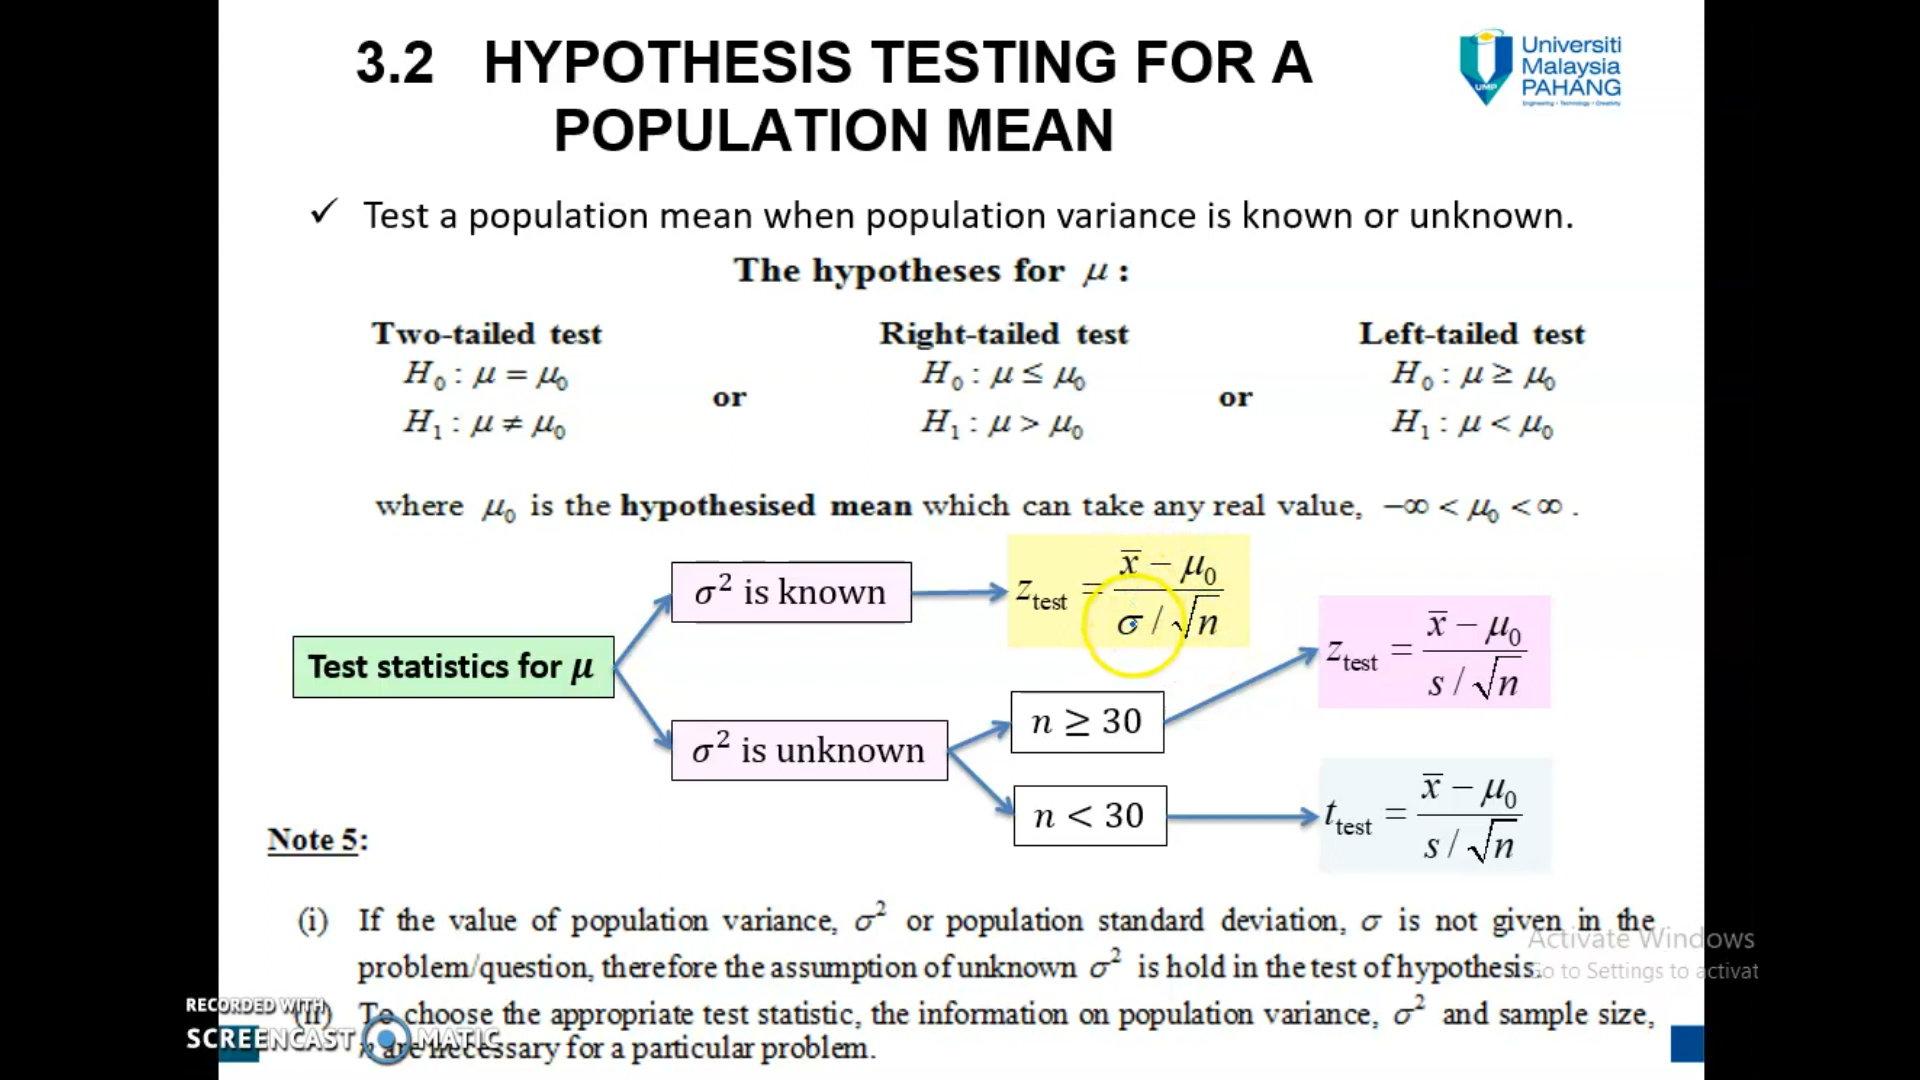 3.2 HYPOTHESIS TESTING FOR A
POPULATION MEAN
Universiti
Malaysia
PAHANG
UMP
Engineering • Technology • Creativity
✓ Test a population mean when population variance is known or unknown.
The hypotheses for μ :
Two-tailed test
H₀ : μ = μ₀
H₁ : μ ≠ μ₀
or
Right-tailed test
H₀ : μ ≤ μ₀
H₁ : μ > μ₀
or
Left-tailed test
H₀ : μ ≥ μ₀
H₁ : μ < μ₀
where μ₀ is the hypothesised mean which can take any real value, −∞ < μ₀ < ∞ .
Test statistics for μ
σ² is known
z_test = (x̄ − μ₀) / (σ / √n)
σ² is unknown
n ≥ 30
z_test = (x̄ − μ₀) / (s / √n)
n < 30
t_test = (x̄ − μ₀) / (s / √n)
Note 5:
(i) If the value of population variance, σ² or population standard deviation, σ is not given in the
problem/question, therefore the assumption of unknown σ² is hold in the test of hypothesis.
(ii) To choose the appropriate test statistic, the information on population variance, σ² and sample size,
n are necessary for a particular problem.
Activate Windows
Go to Settings to activat
RECORDED WITH
SCREENCAST MATIC